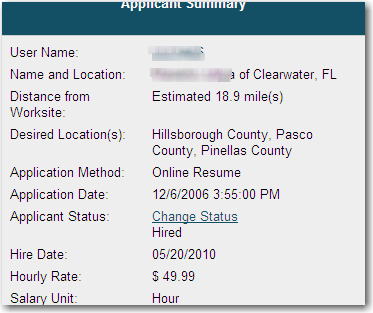 Applicant Summary
User Name:
Name and Location: a of Clearwater, FL
Distance from Worksite: Estimated 18.9 mile(s)
Desired Location(s): Hillsborough County, Pasco
County, Pinellas County
Application Method: Online Resume
Application Date: 12/6/2006 3:55:00 PM
Applicant Status: Change Status
Hired
Hire Date: 05/20/2010
Hourly Rate: $ 49.99
Salary Unit: Hour